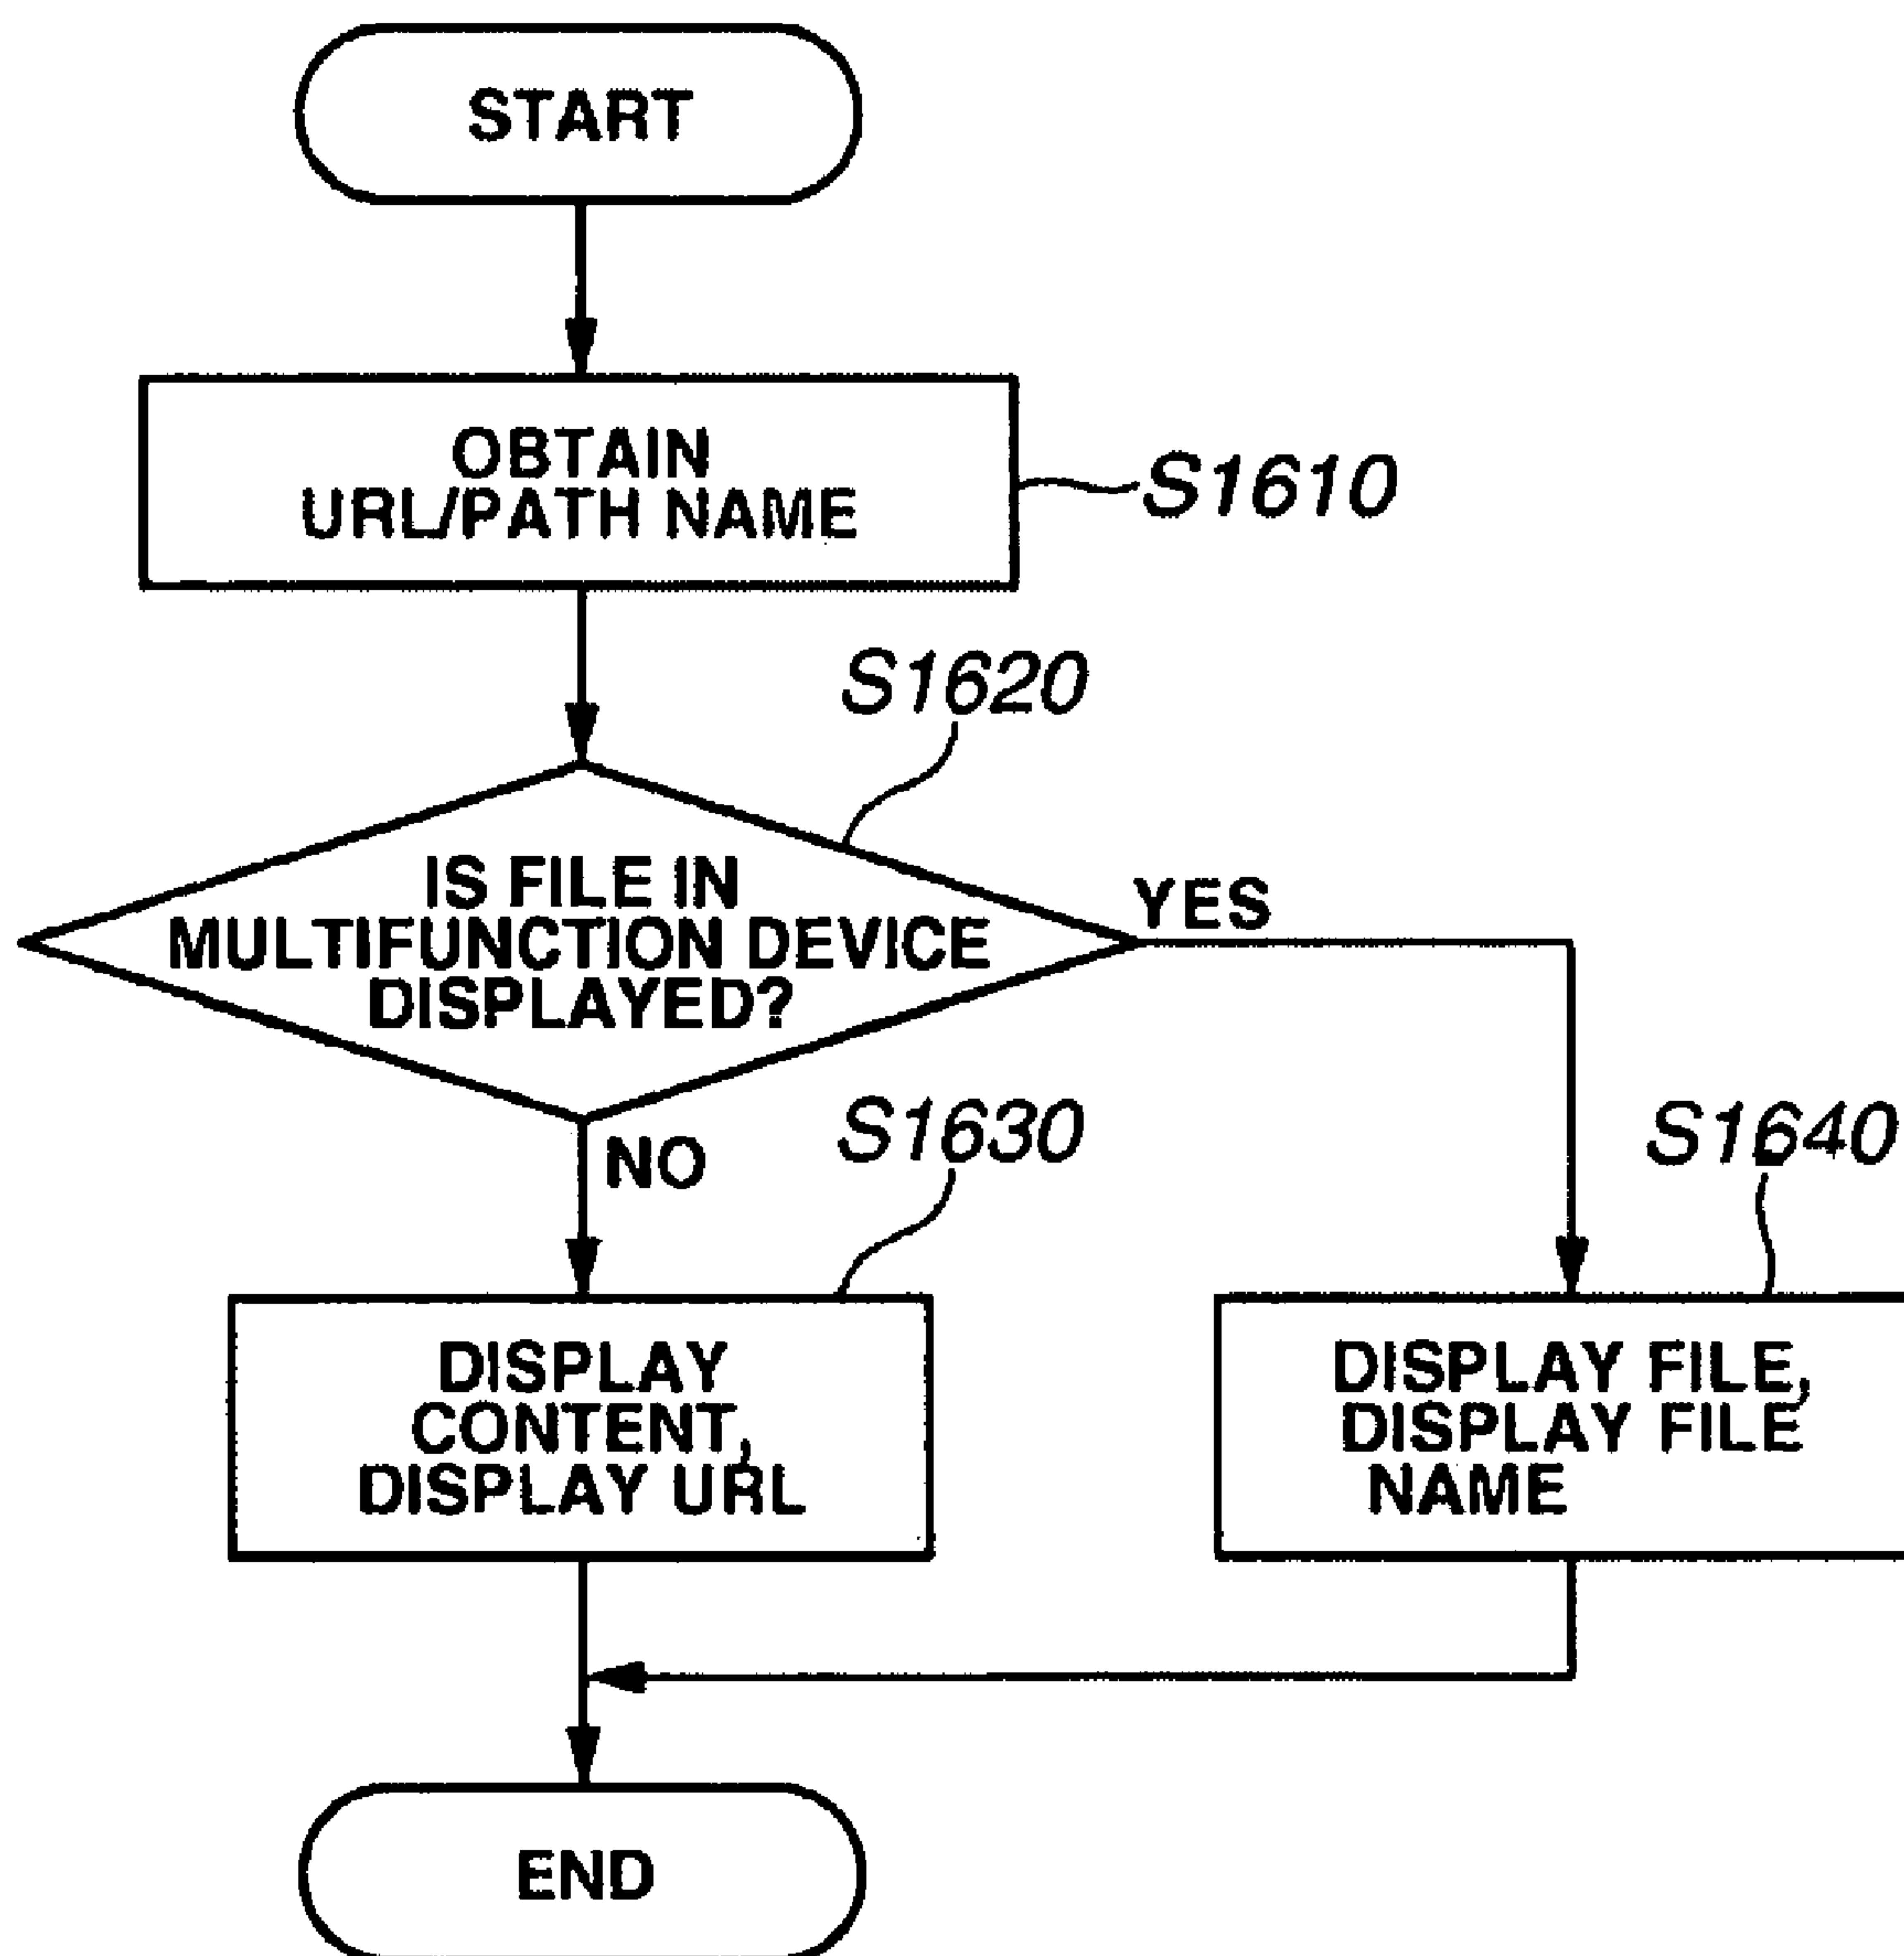 START
OBTAIN
URL/PATH NAME
S1610
S1620
IS FILE IN
MULTIFUNCTION DEVICE
DISPLAYED?
YES
NO
S1630
S1640
DISPLAY
CONTENT,
DISPLAY URL
DISPLAY FILE,
DISPLAY FILE
NAME
END